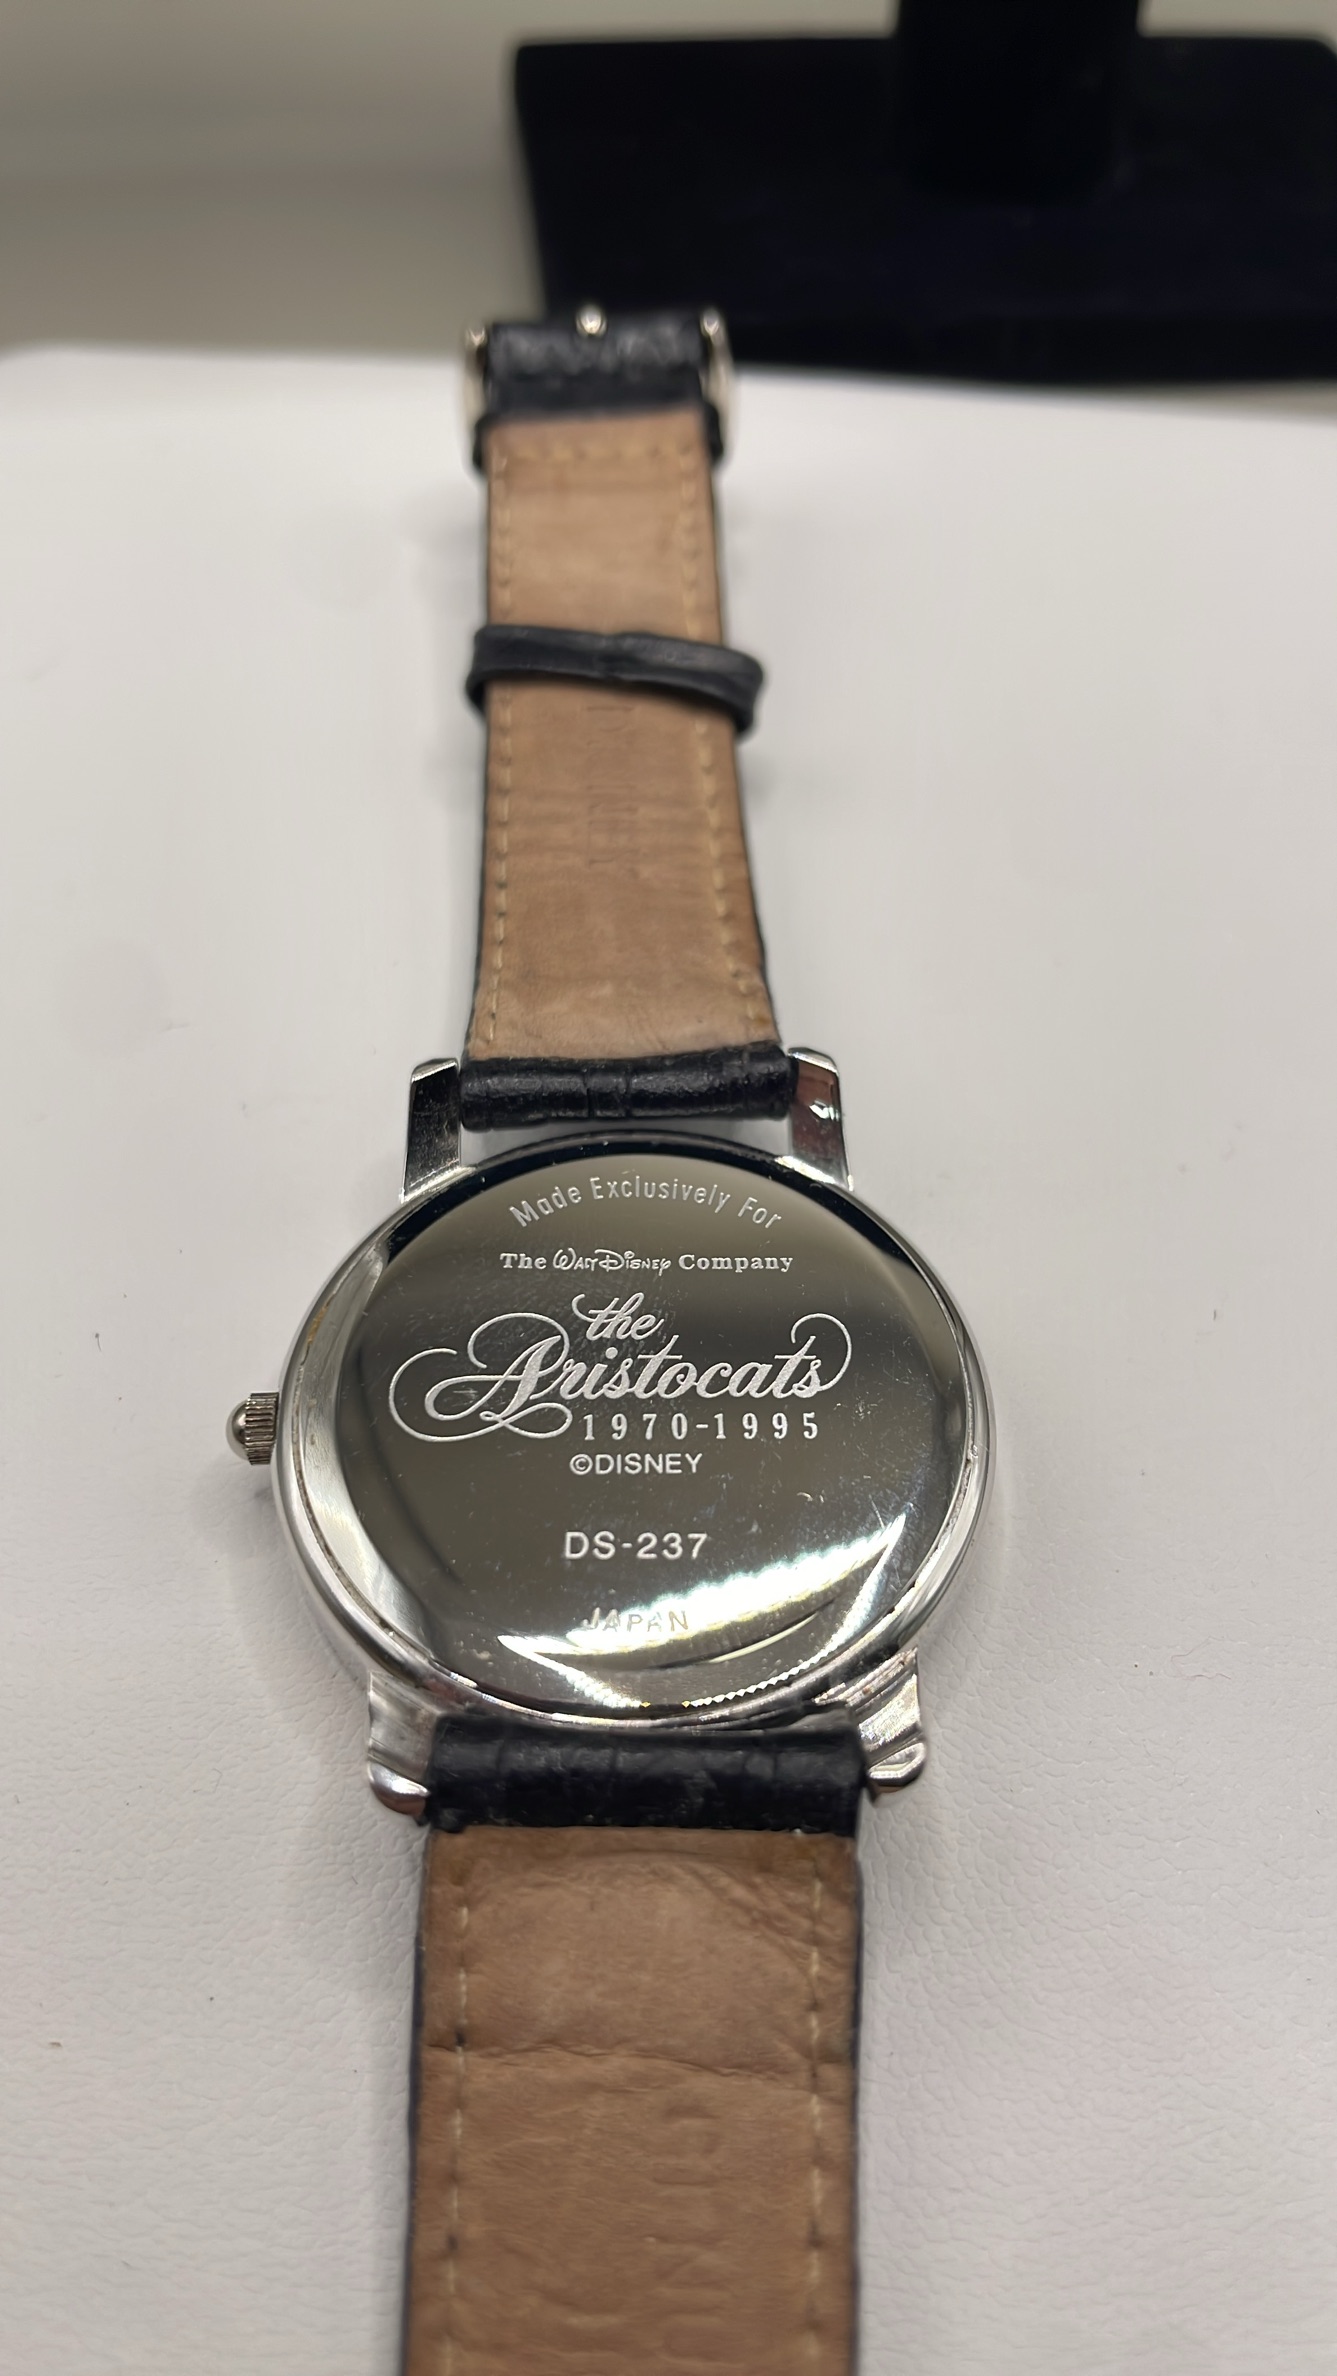 Made Exclusively For
The Walt Disney Company
the
Aristocats
1970-1995
©DISNEY
DS-237
JAPAN